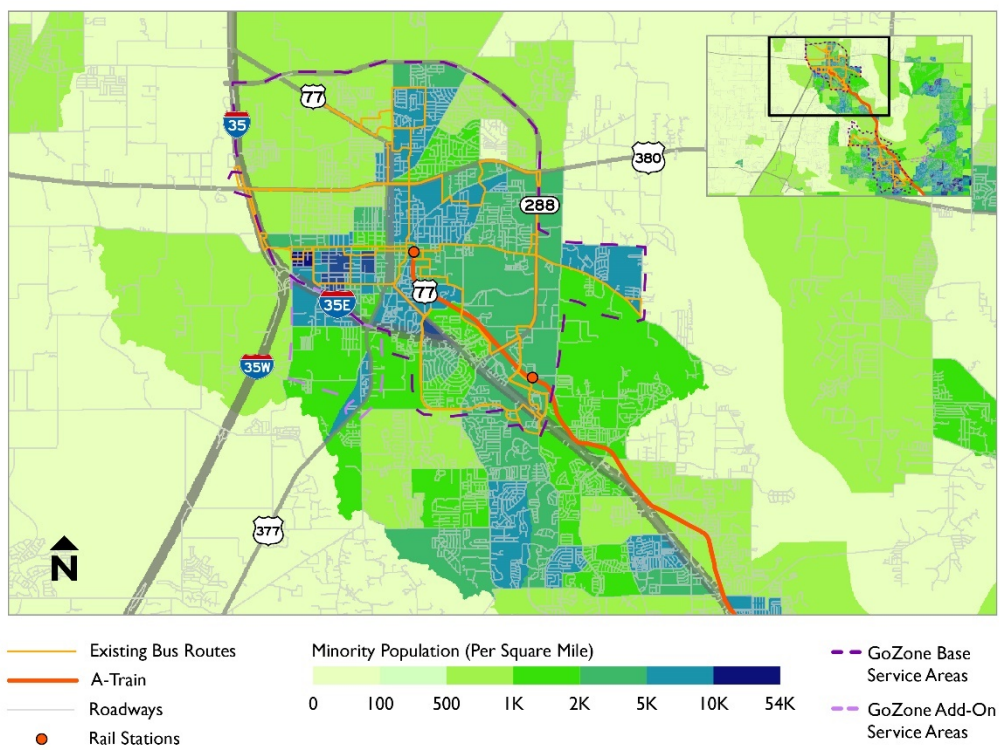 77
35
380
288
77
35E
35W
377
N
Existing Bus Routes
A-Train
Roadways
Rail Stations
Minority Population (Per Square Mile)
0 100 500 1K 2K 5K 10K 54K
GoZone Base
Service Areas
GoZone Add-On
Service Areas